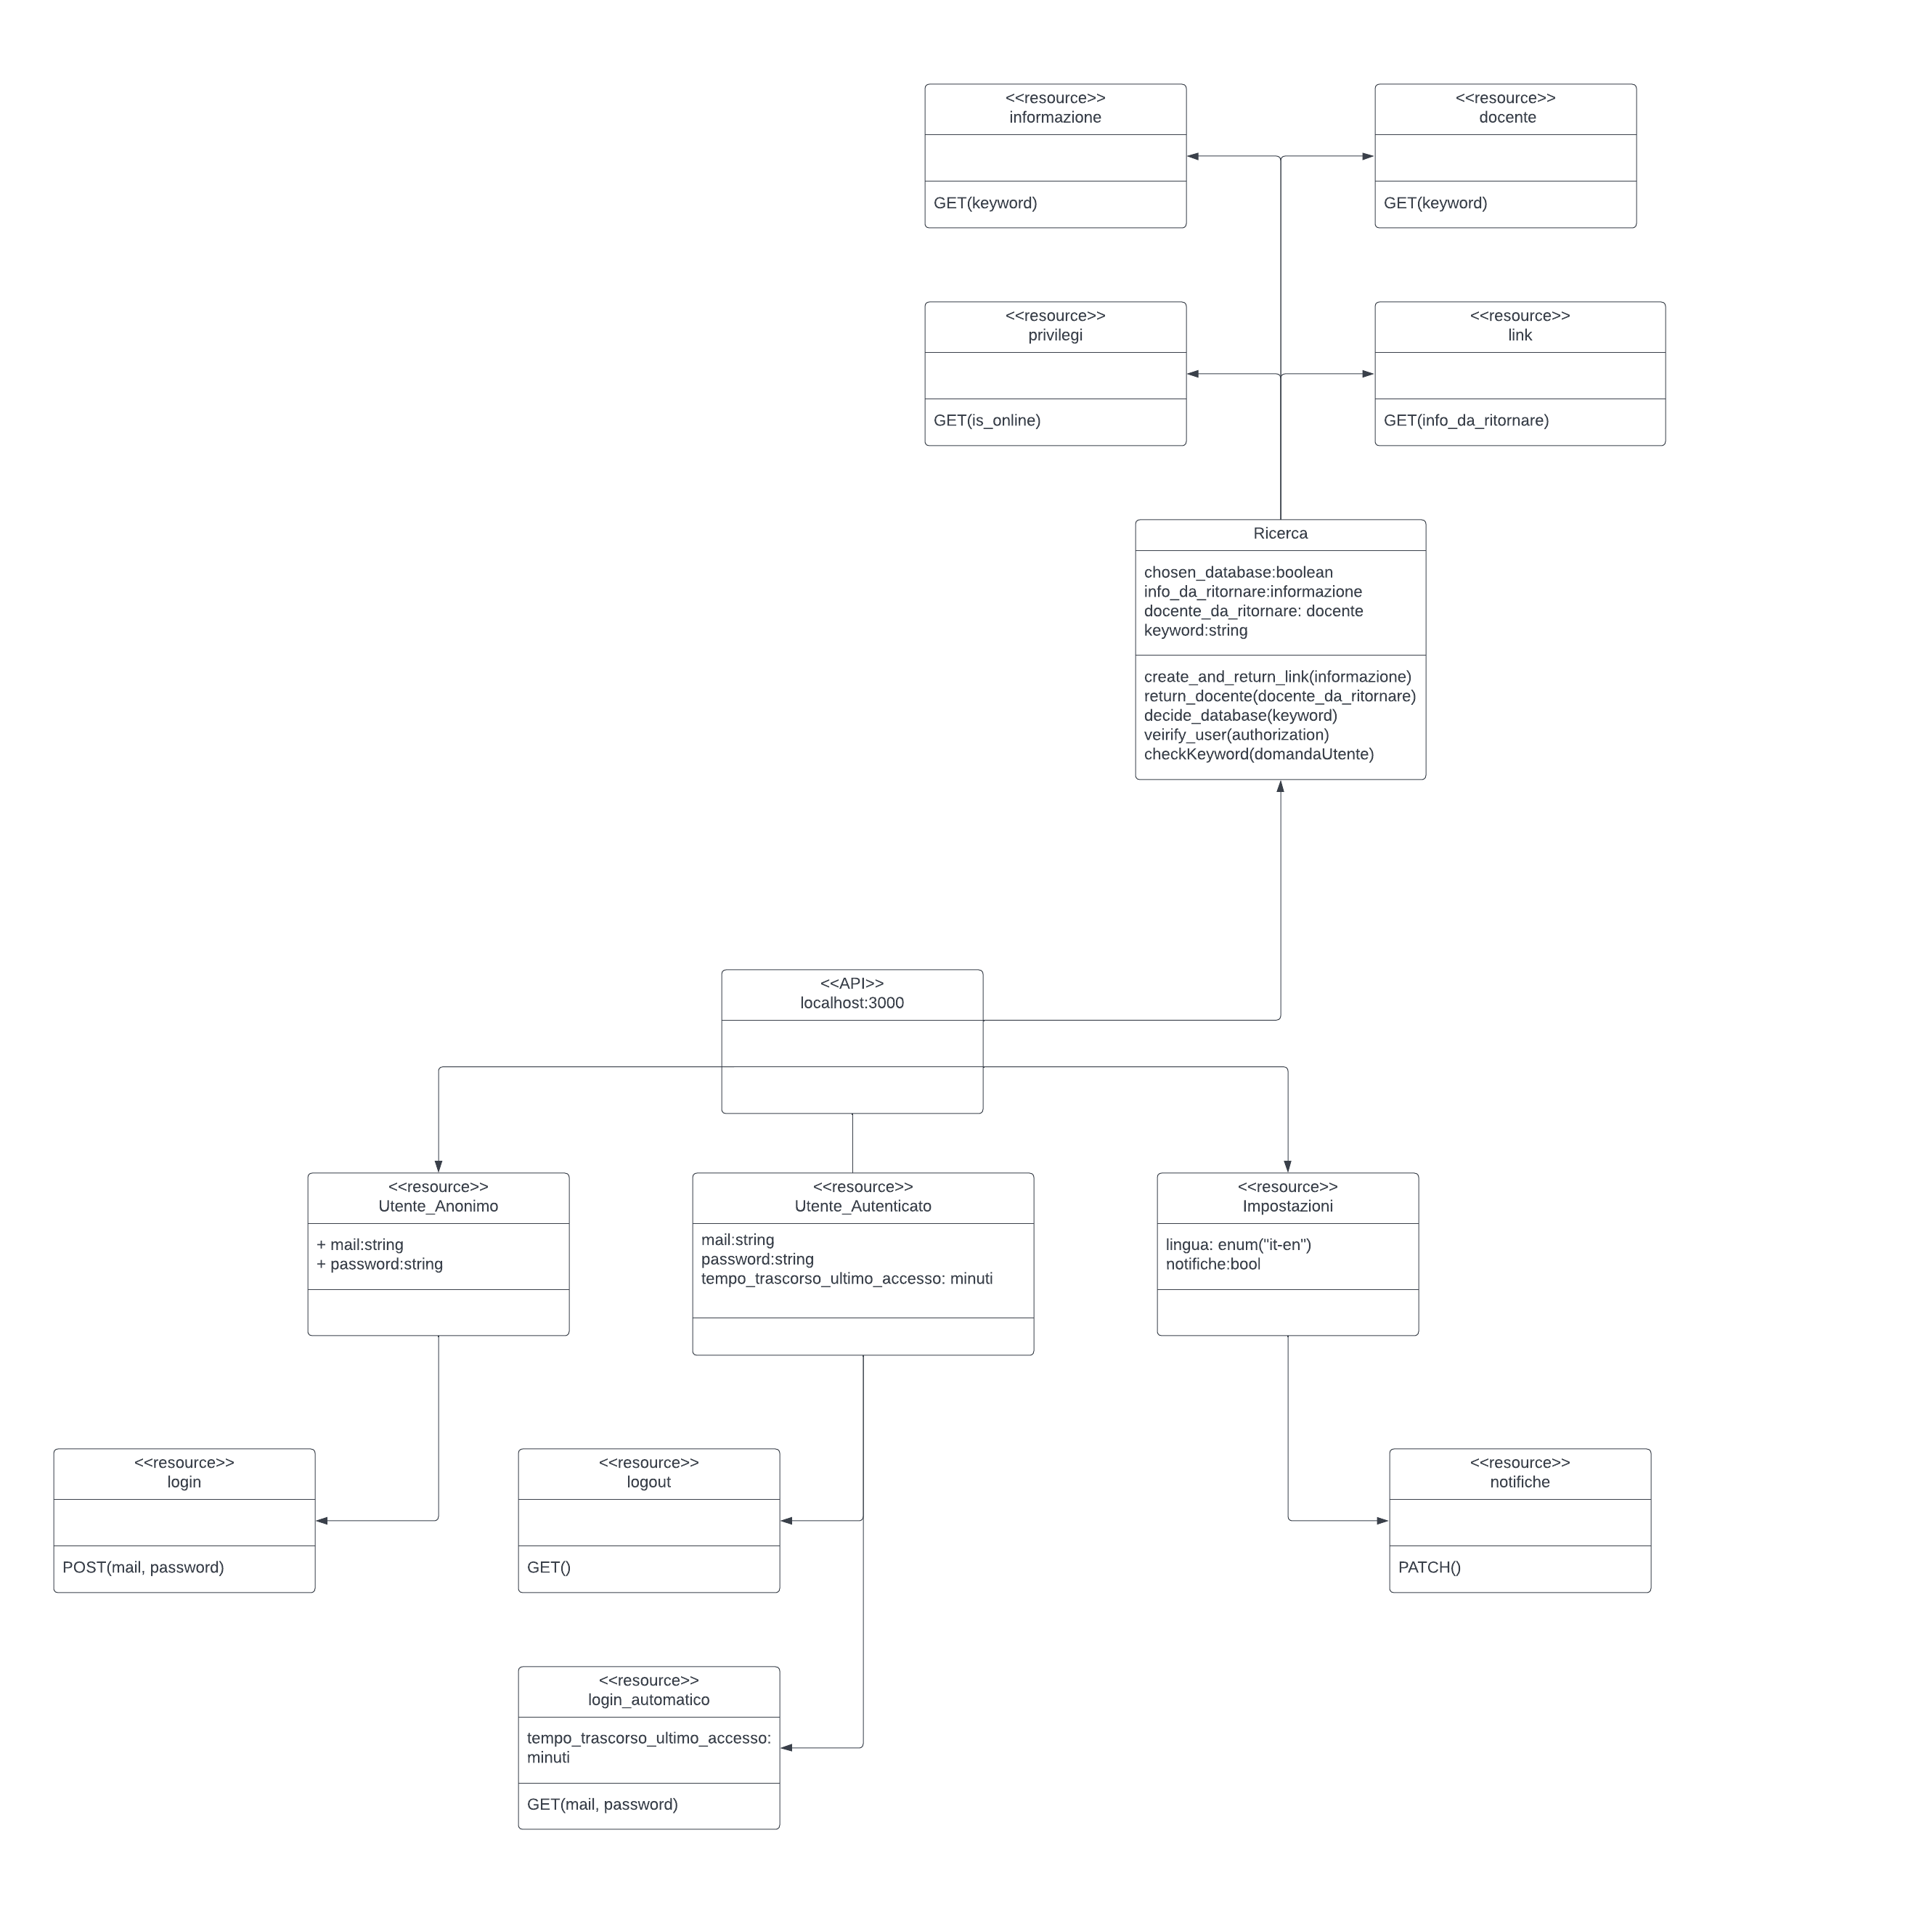 <<resource>>
informazione
GET(keyword)
<<resource>>
docente
GET(keyword)
<<resource>>
privilegi
GET(is_online)
<<resource>>
link
GET(info_da_ritornare)
Ricerca
chosen_database:boolean
info_da_ritornare:informazione
docente_da_ritornare: docente
keyword:string
create_and_return_link(informazione)
return_docente(docente_da_ritornare)
decide_database(keyword)
veirify_user(authorization)
checkKeyword(domandaUtente)
<<API>>
localhost:3000
<<resource>>
Utente_Anonimo
+ mail:string
+ password:string
<<resource>>
Utente_Autenticato
mail:string
password:string
tempo_trascorso_ultimo_accesso: minuti
<<resource>>
Impostazioni
lingua: enum("it-en")
notifiche:bool
<<resource>>
login
POST(mail, password)
<<resource>>
logout
GET()
<<resource>>
notifiche
PATCH()
<<resource>>
login_automatico
tempo_trascorso_ultimo_accesso:
minuti
GET(mail, password)